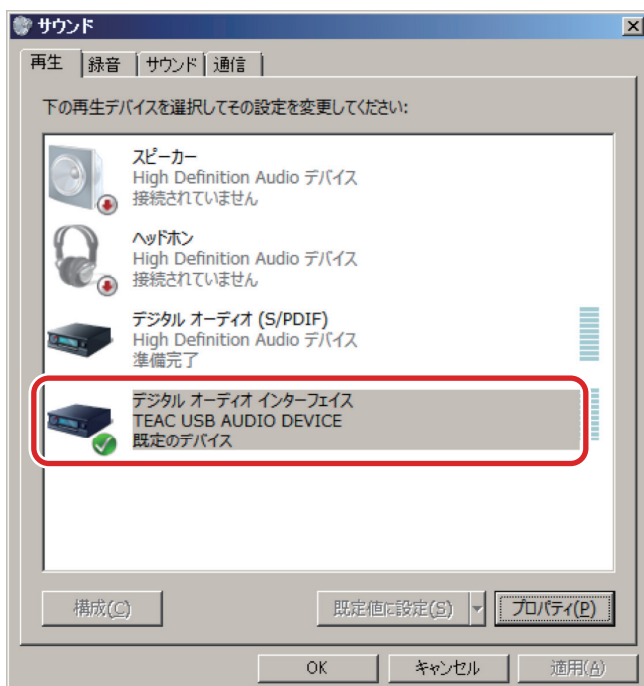 サウンド
再生 録音 サウンド 通信
下の再生デバイスを選択してその設定を変更してください:
スピーカー
High Definition Audio デバイス
接続されていません
ヘッドホン
High Definition Audio デバイス
接続されていません
デジタル オーディオ (S/PDIF)
High Definition Audio デバイス
準備完了
デジタル オーディオ インターフェイス
TEAC USB AUDIO DEVICE
既定のデバイス
構成(C) 既定値に設定(S) プロパティ(P)
OK キャンセル 適用(A)